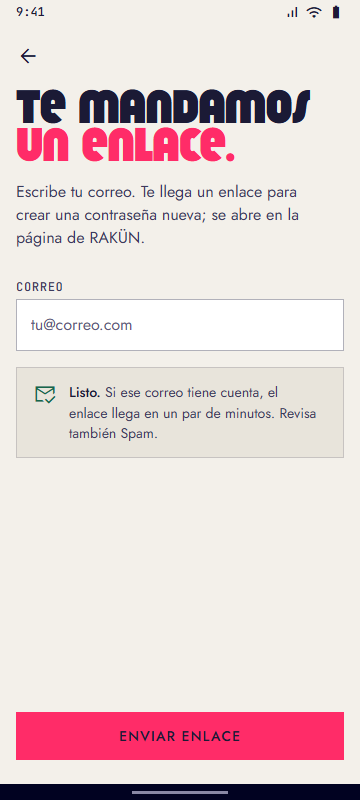 9:41
Te mandamos
un enlace.
Escribe tu correo. Te llega un enlace para
crear una contraseña nueva; se abre en la
página de RAKÜN.
CORREO
tu@correo.com
Listo. Si ese correo tiene cuenta, el
enlace llega en un par de minutos. Revisa
también Spam.
ENVIAR ENLACE